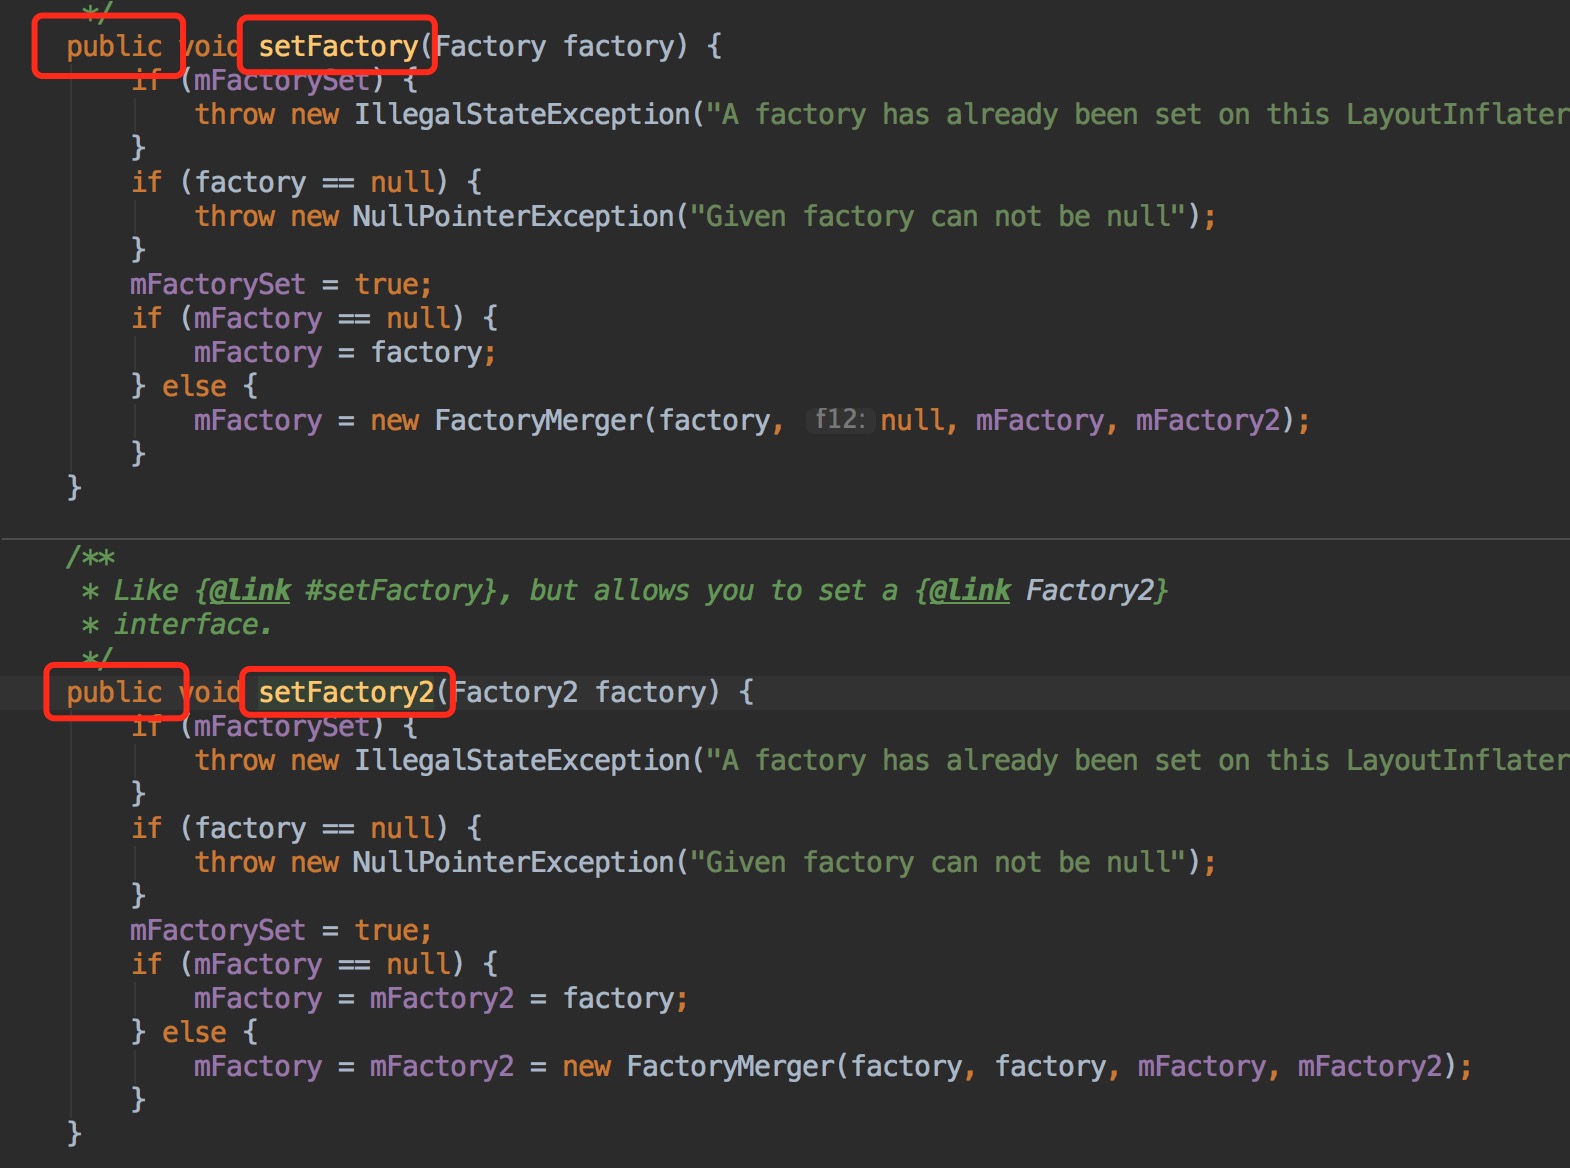 */
public void setFactory(Factory factory) {
if (mFactorySet) {
throw new IllegalStateException("A factory has already been set on this LayoutInflater
}
if (factory == null) {
throw new NullPointerException("Given factory can not be null");
}
mFactorySet = true;
if (mFactory == null) {
mFactory = factory;
} else {
mFactory = new FactoryMerger(factory, f12: null, mFactory, mFactory2);
}
}
/**
* Like {@link #setFactory}, but allows you to set a {@link Factory2}
* interface.
*/
public void setFactory2(Factory2 factory) {
if (mFactorySet) {
throw new IllegalStateException("A factory has already been set on this LayoutInflater
}
if (factory == null) {
throw new NullPointerException("Given factory can not be null");
}
mFactorySet = true;
if (mFactory == null) {
mFactory = mFactory2 = factory;
} else {
mFactory = mFactory2 = new FactoryMerger(factory, factory, mFactory, mFactory2);
}
}